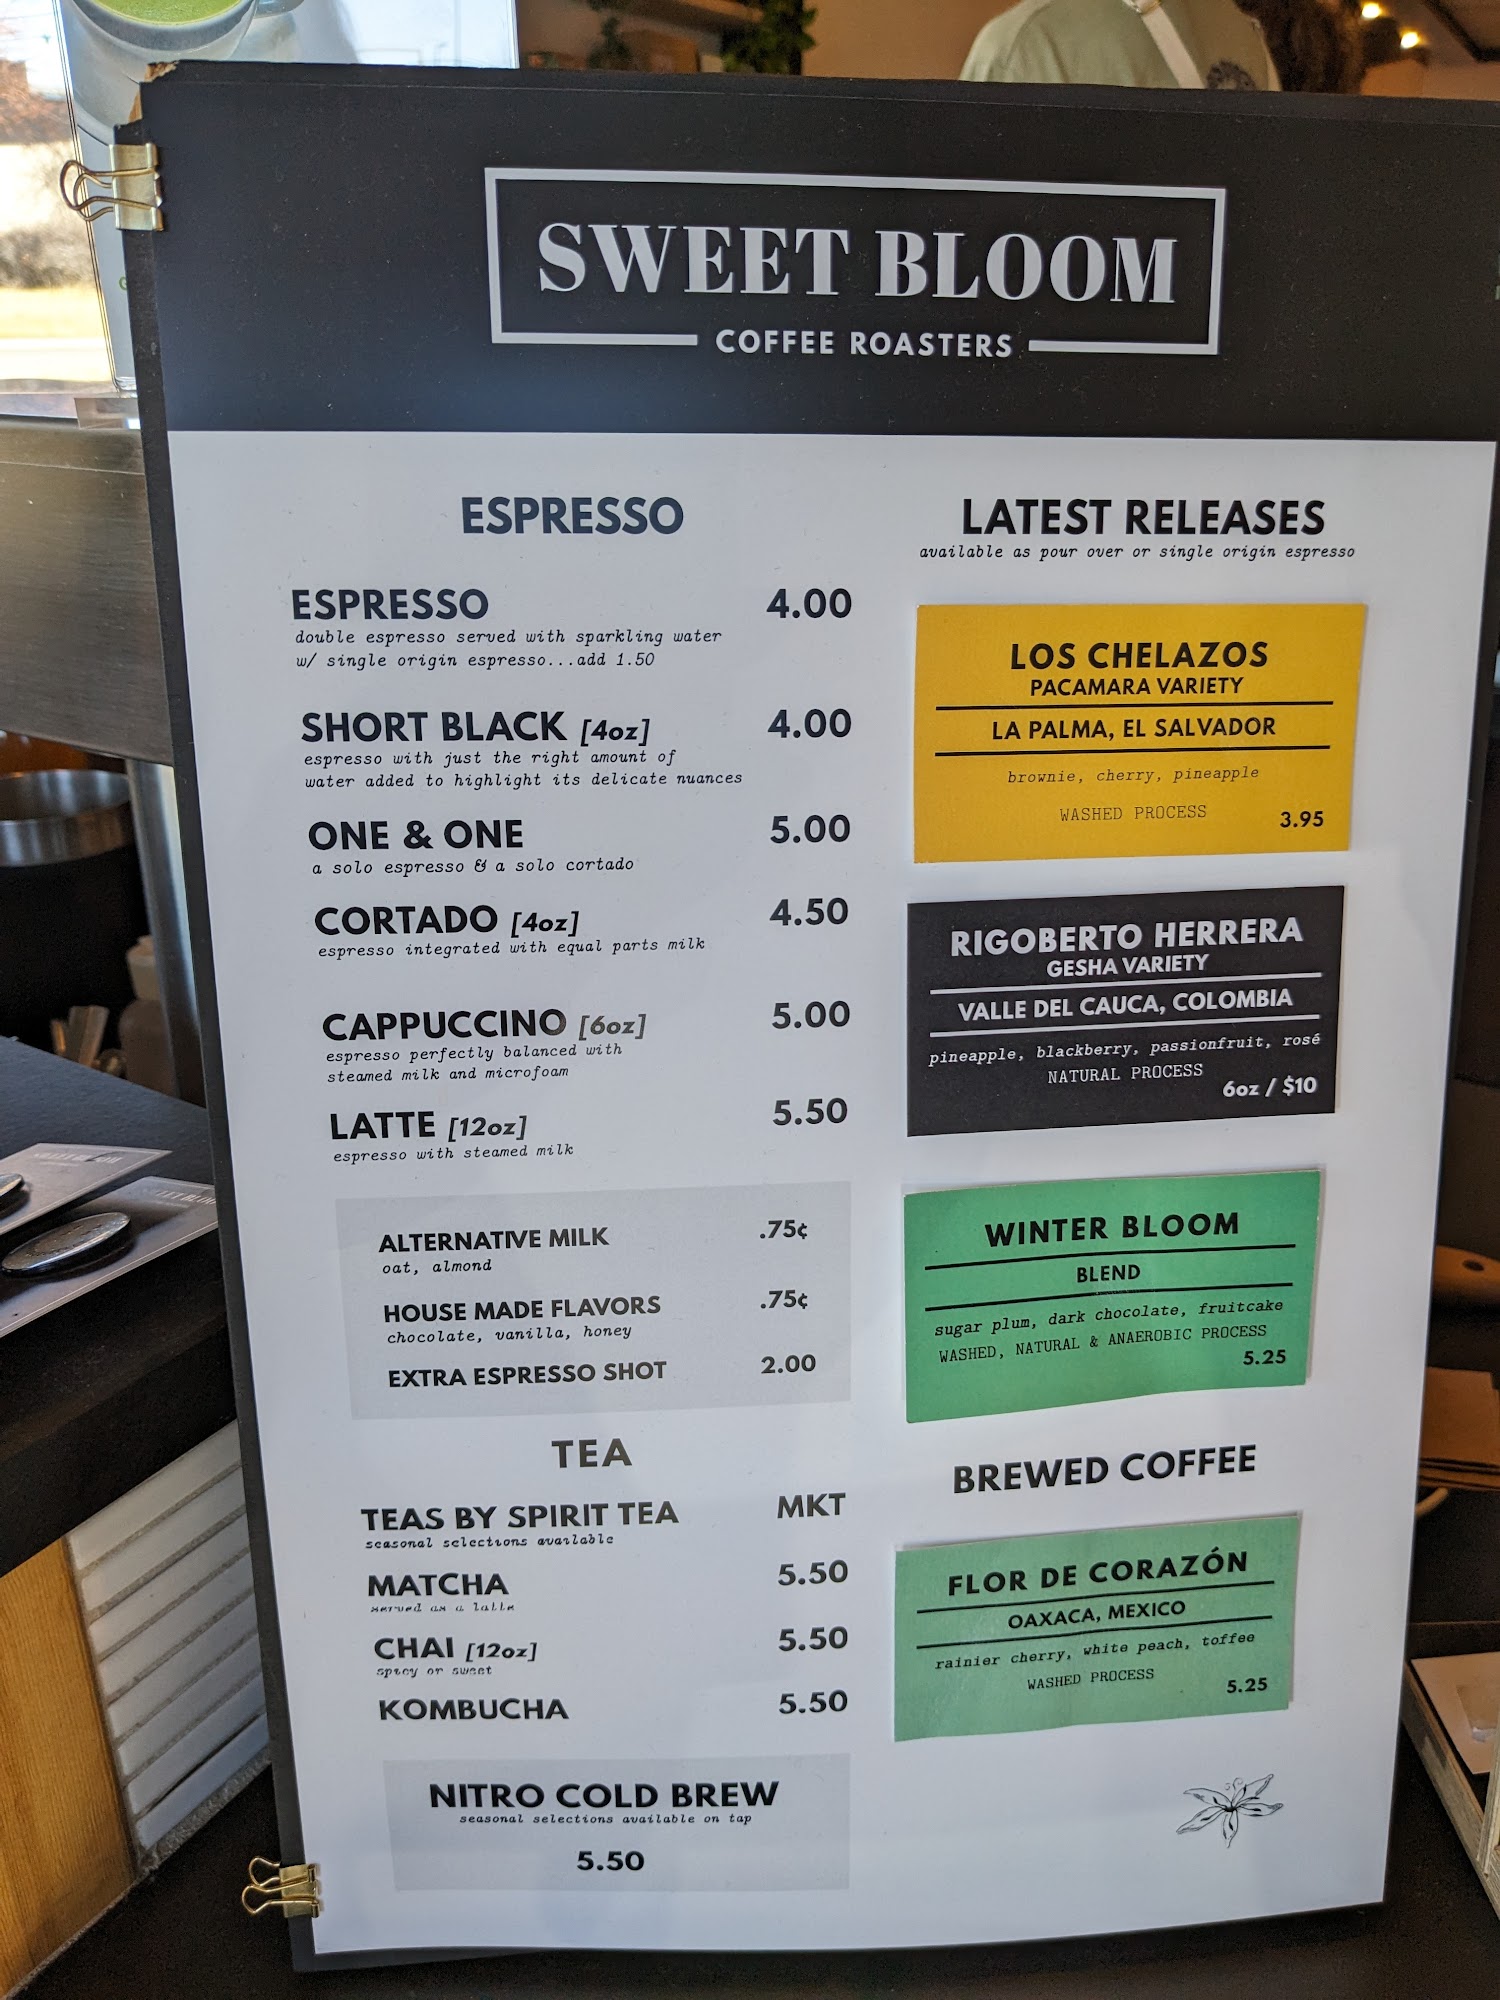 SWEET BLOOM
COFFEE ROASTERS
ESPRESSO
ESPRESSO 4.00
double espresso served with sparkling water
w/ single origin espresso...add 1.50
SHORT BLACK [4oz] 4.00
espresso with just the right amount of
water added to highlight its delicate nuances
ONE & ONE 5.00
a solo espresso & a solo cortado
CORTADO [4oz] 4.50
espresso integrated with equal parts milk
CAPPUCCINO [6oz] 5.00
espresso perfectly balanced with
steamed milk and microfoam
LATTE [12oz] 5.50
espresso with steamed milk
ALTERNATIVE MILK .75¢
oat, almond
HOUSE MADE FLAVORS .75¢
chocolate, vanilla, honey
EXTRA ESPRESSO SHOT 2.00
TEA
TEAS BY SPIRIT TEA MKT
seasonal selections available
MATCHA 5.50
served as a latte
CHAI [12oz] 5.50
spicy or sweet
KOMBUCHA 5.50
NITRO COLD BREW
seasonal selections available on tap
5.50
LATEST RELEASES
available as pour over or single origin espresso
LOS CHELAZOS
PACAMARA VARIETY
LA PALMA, EL SALVADOR
brownie, cherry, pineapple
WASHED PROCESS
3.95
RIGOBERTO HERRERA
GESHA VARIETY
VALLE DEL CAUCA, COLOMBIA
pineapple, blackberry, passionfruit, rosé
NATURAL PROCESS
6oz / $10
WINTER BLOOM
BLEND
sugar plum, dark chocolate, fruitcake
WASHED, NATURAL & ANAEROBIC PROCESS
5.25
BREWED COFFEE
FLOR DE CORAZÓN
OAXACA, MEXICO
rainier cherry, white peach, toffee
WASHED PROCESS
5.25